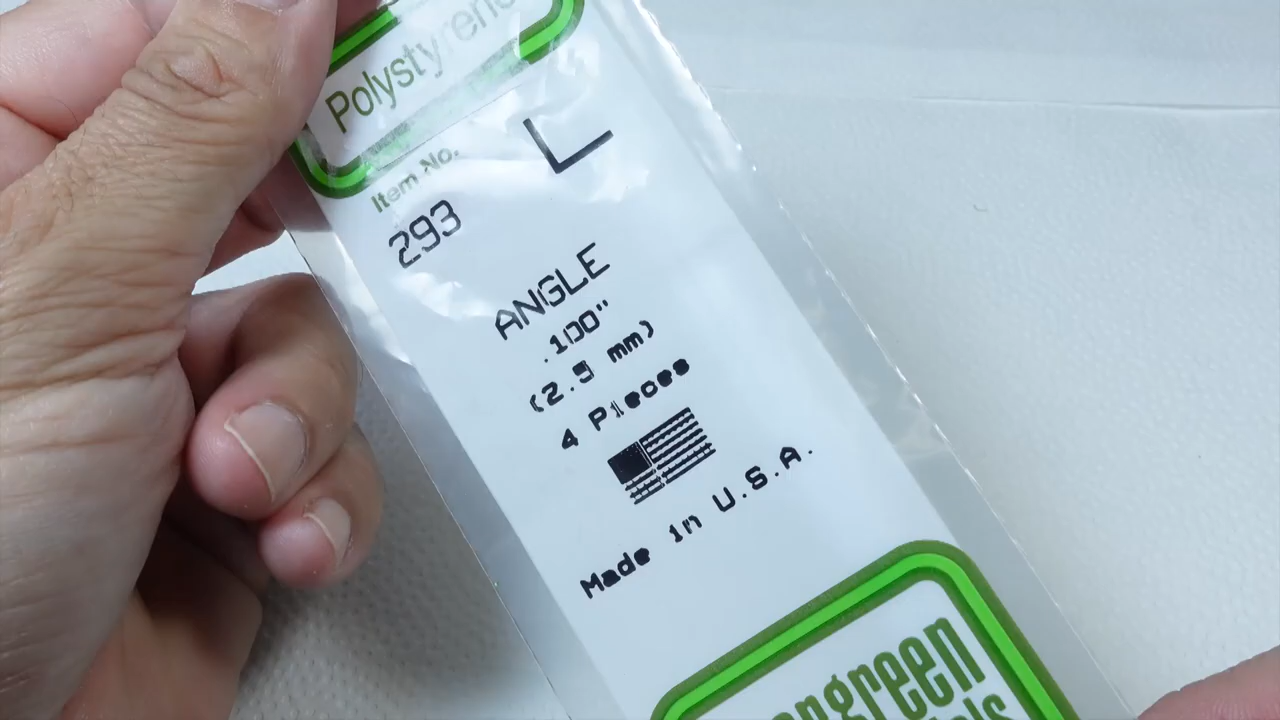 Polystyrene
Item No.
293
ANGLE
.100"
(2.5 mm)
4 Pieces
Made in U.S.A.